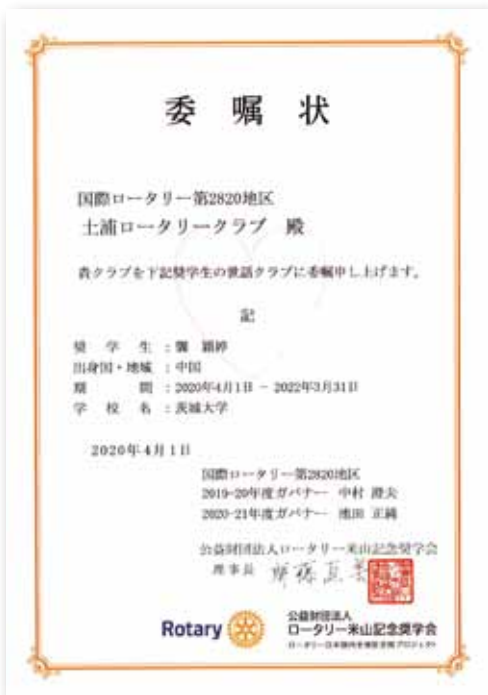 委嘱状
国際ロータリー第2820地区
土浦ロータリークラブ 殿
貴クラブを下記奨学生の世話クラブに委嘱申し上げます。
記
奨学生:龔 穎婷
出身国・地域:中国
期間:2020年4月1日 - 2022年3月31日
学校名:茨城大学
2020年4月1日
国際ロータリー第2820地区
2019-20年度ガバナー 中村 澄夫
2020-21年度ガバナー 池田 正純
公益財団法人ロータリー米山記念奨学会
理事長
Rotary
公益財団法人
ロータリー米山記念奨学会